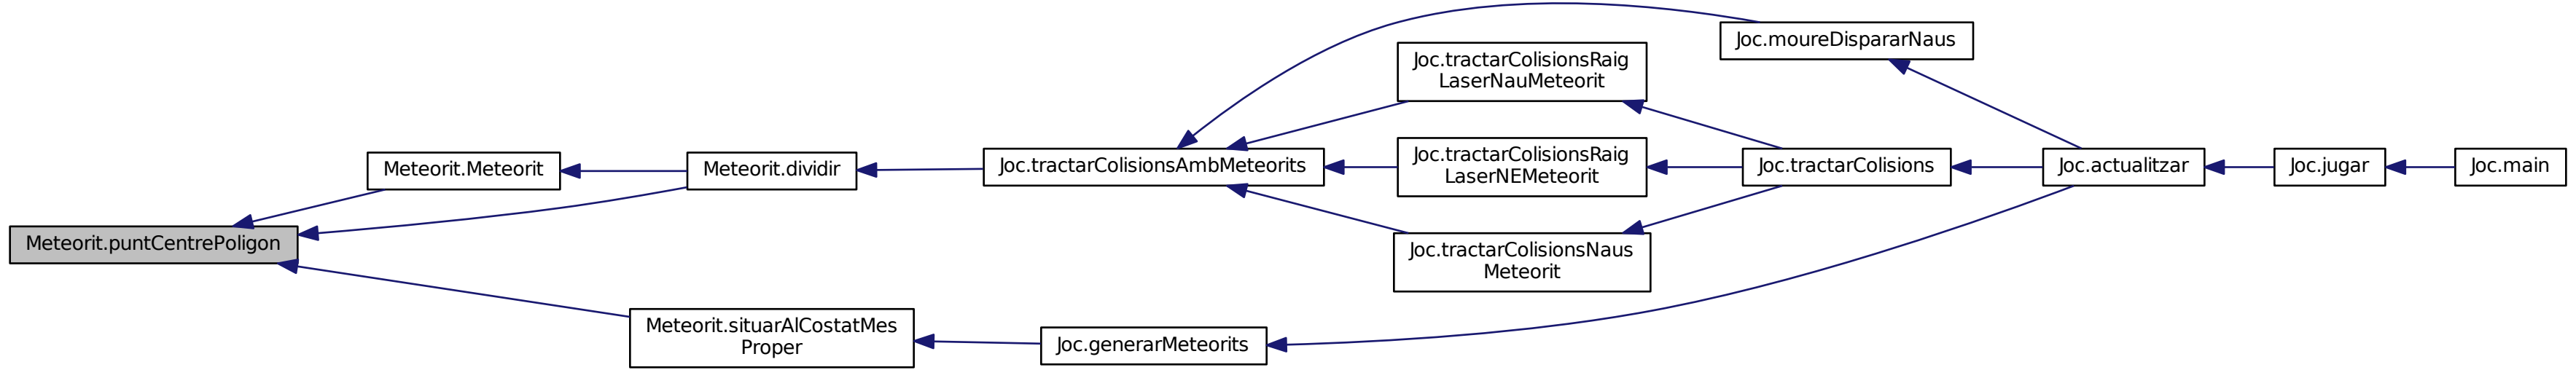 Meteorit.puntCentrePoligon
Meteorit.Meteorit
Meteorit.dividir
Joc.tractarColisionsAmbMeteorits
Joc.moureDispararNaus
Joc.tractarColisionsRaig
LaserNauMeteorit
Joc.tractarColisionsRaig
LaserNEMeteorit
Joc.tractarColisionsNaus
Meteorit
Joc.tractarColisions
Joc.actualitzar
Joc.jugar
Joc.main
Meteorit.situarAlCostatMes
Proper
Joc.generarMeteorits